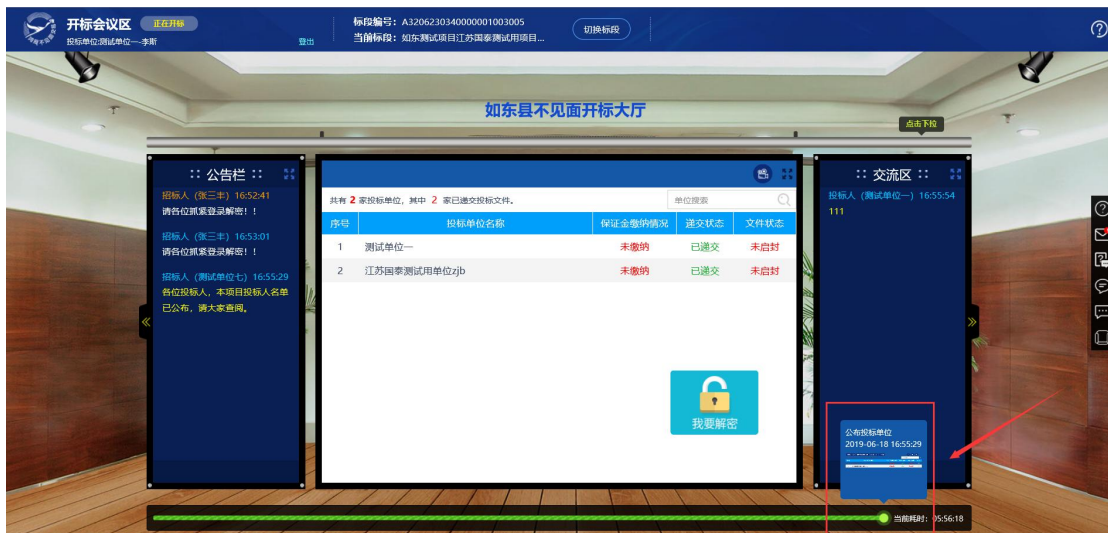 开标会议区 正在开标
投标单位:测试单位一-李斯 登出
标段编号：A3206230340000001003005
当前标段：如东测试项目江苏国泰测试用项目...
切换标段
如东县不见面开标大厅
点击下拉
:: 公告栏 ::
招标人（张三丰）16:52:41
请各位抓紧登录解密！！
招标人（张三丰）16:53:01
请各位抓紧登录解密！！
招标人（测试单位七）16:55:29
各位投标人，本项目投标人名单
已公布，请大家查阅。
共有 2 家投标单位，其中 2 家已递交投标文件。 单位搜索
序号 投标单位名称 保证金缴纳情况 递交状态 文件状态
1 测试单位一 未缴纳 已递交 未启封
2 江苏国泰测试用单位zjb 未缴纳 已递交 未启封
我要解密
:: 交流区 ::
投标人（测试单位一）16:55:54
111
公布投标单位
2019-06-18 16:55:29
当前耗时：05:56:18